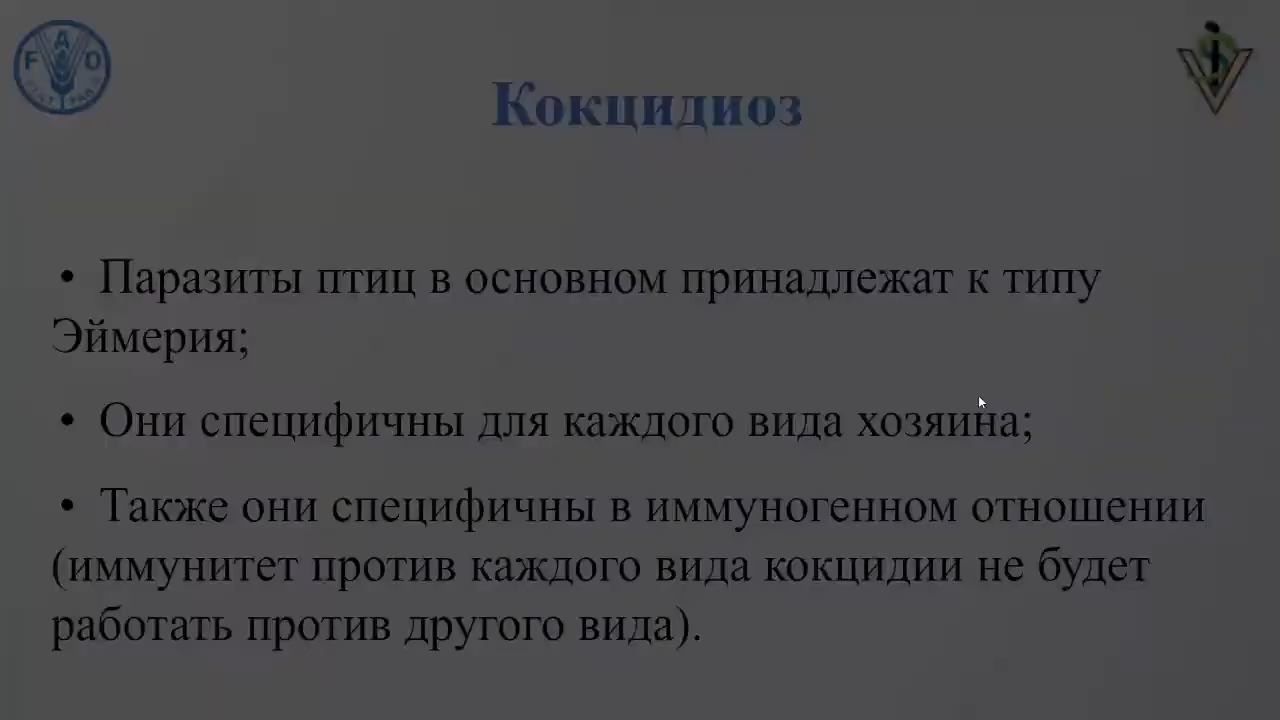 FAO
Кокцидиоз
• Паразиты птиц в основном принадлежат к типу
Эймерия;
• Они специфичны для каждого вида хозяина;
• Также они специфичны в иммуногенном отношении
(иммунитет против каждого вида кокцидии не будет
работать против другого вида).